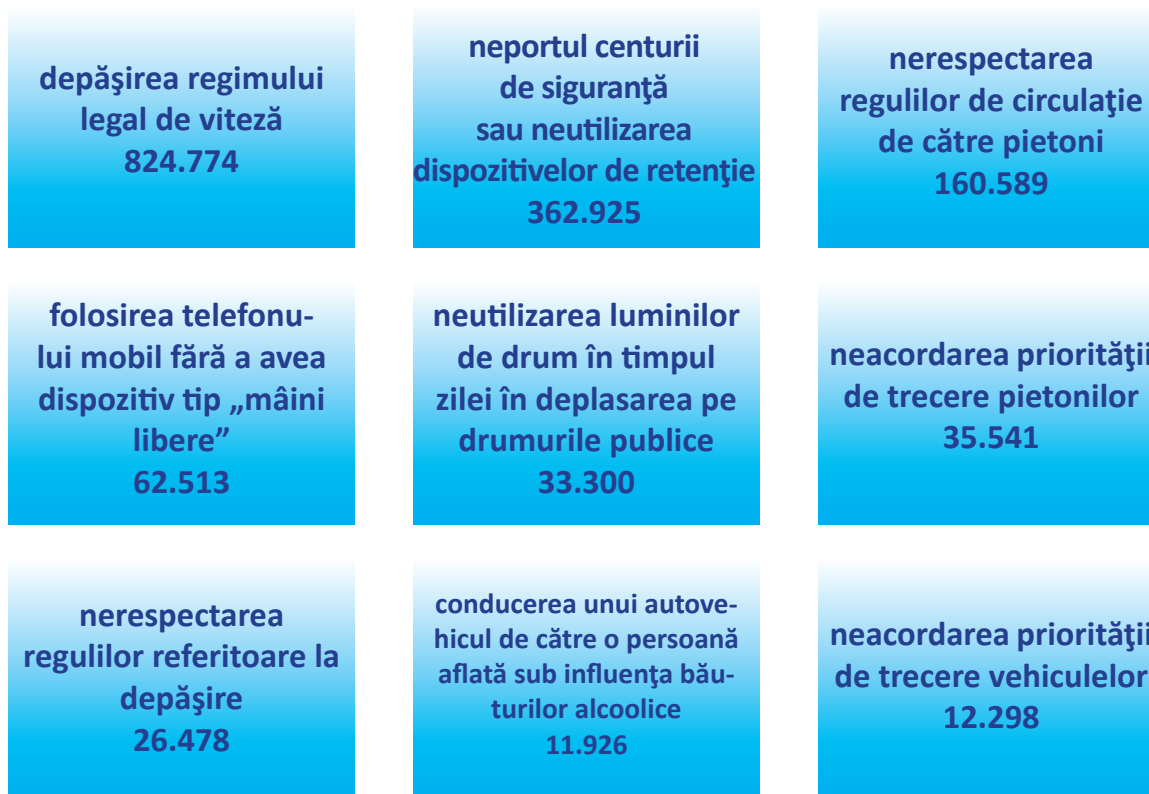 depăşirea regimului
legal de viteză
824.774
neportul centurii
de siguranţă
sau neutilizarea
dispozitivelor de retenţie
362.925
nerespectarea
regulilor de circulaţie
de către pietoni
160.589
folosirea telefonu-
lui mobil fără a avea
dispozitiv tip „mâini
libere”
62.513
neutilizarea luminilor
de drum în timpul
zilei în deplasarea pe
drumurile publice
33.300
neacordarea priorităţii
de trecere pietonilor
35.541
nerespectarea
regulilor referitoare la
depăşire
26.478
conducerea unui autove-
hicul de către o persoană
aflată sub influenţa bău-
turilor alcoolice
11.926
neacordarea priorităţii
de trecere vehiculelor
12.298